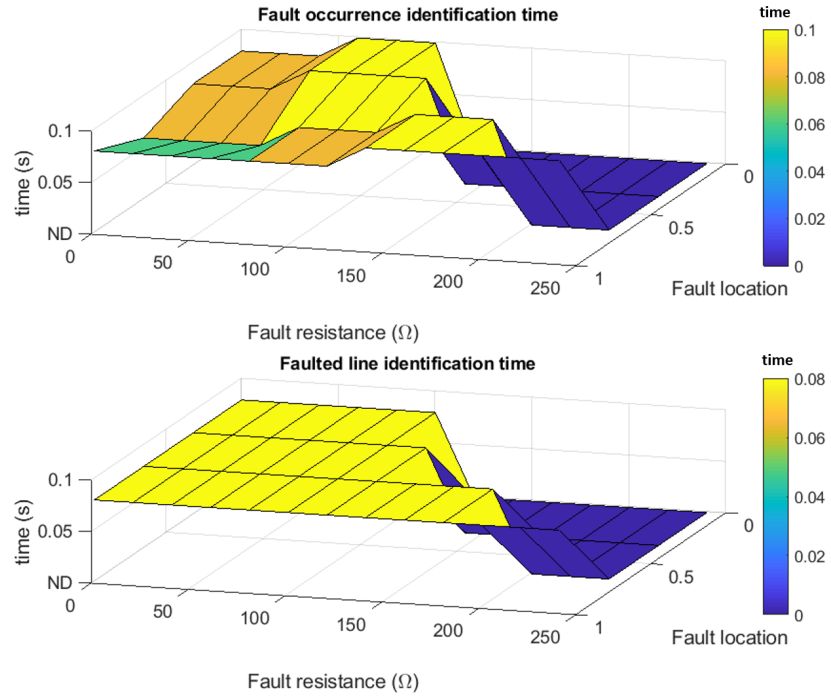 Fault occurrence identification time
time
0.1
0.08
0.06
0.04
0.02
0
0.1
0.05
ND
time (s)
0
50
100
150
200
250
0
0.5
1
Fault location
Fault resistance (Ω)
Faulted line identification time
time
0.08
0.06
0.04
0.02
0
0.1
0.05
ND
time (s)
0
50
100
150
200
250
0
0.5
1
Fault location
Fault resistance (Ω)